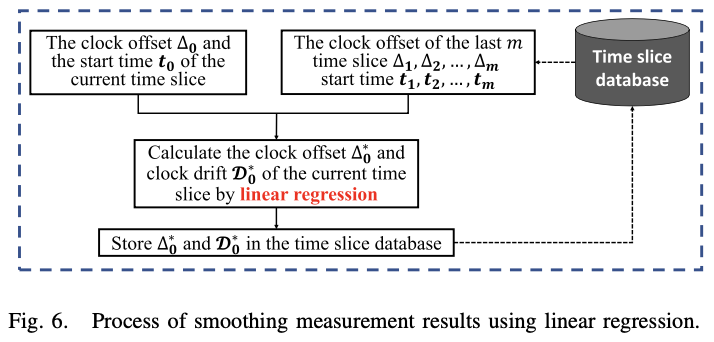 The clock offset Δ₀ and
the start time t₀ of the
current time slice
The clock offset of the last m
time slice Δ₁, Δ₂, ..., Δₘ
start time t₁, t₂, ..., tₘ
Time slice
database
Calculate the clock offset Δ₀* and
clock drift 𝓓₀* of the current time
slice by linear regression
Store Δ₀* and 𝓓₀* in the time slice database
Fig. 6. Process of smoothing measurement results using linear regression.